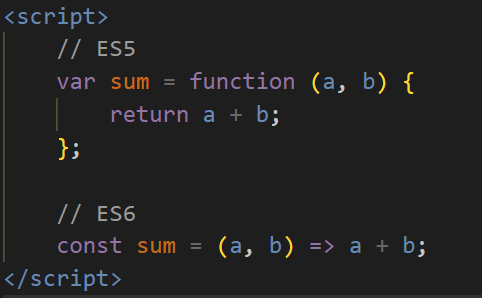 <script>
// ES5
var sum = function (a, b) {
return a + b;
};
// ES6
const sum = (a, b) => a + b;
</script>